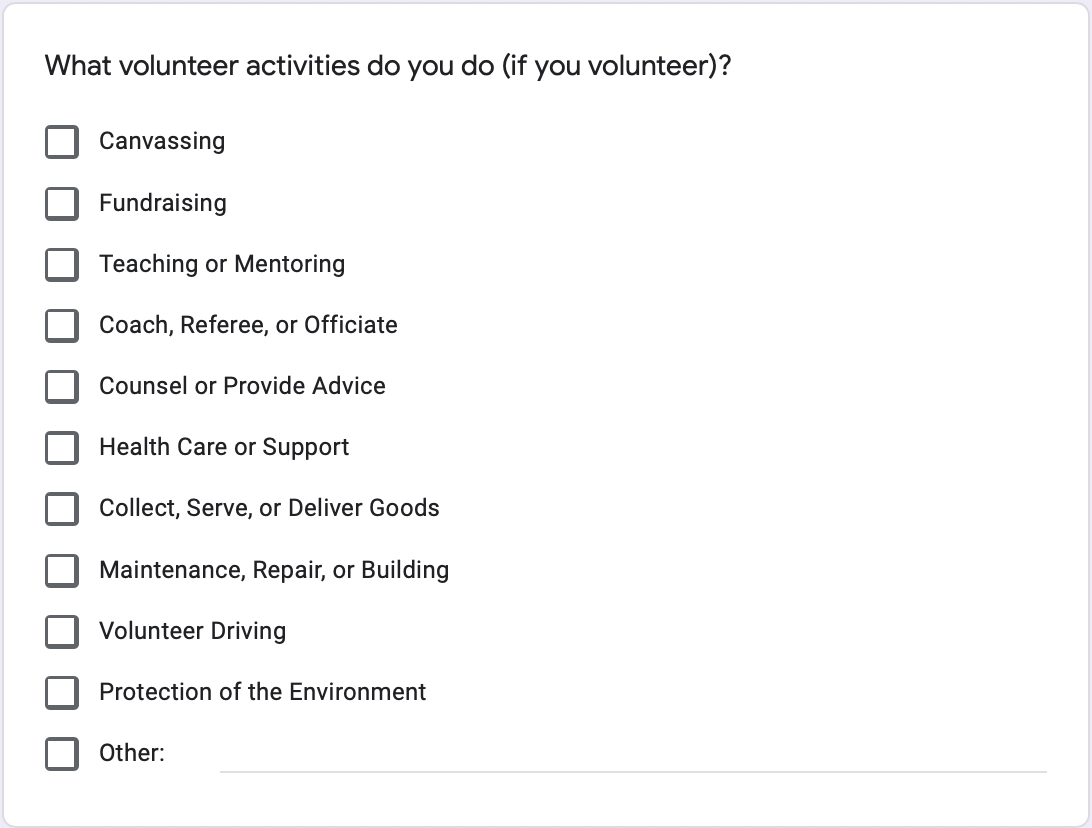 What volunteer activities do you do (if you volunteer)?
Canvassing
Fundraising
Teaching or Mentoring
Coach, Referee, or Officiate
Counsel or Provide Advice
Health Care or Support
Collect, Serve, or Deliver Goods
Maintenance, Repair, or Building
Volunteer Driving
Protection of the Environment
Other: